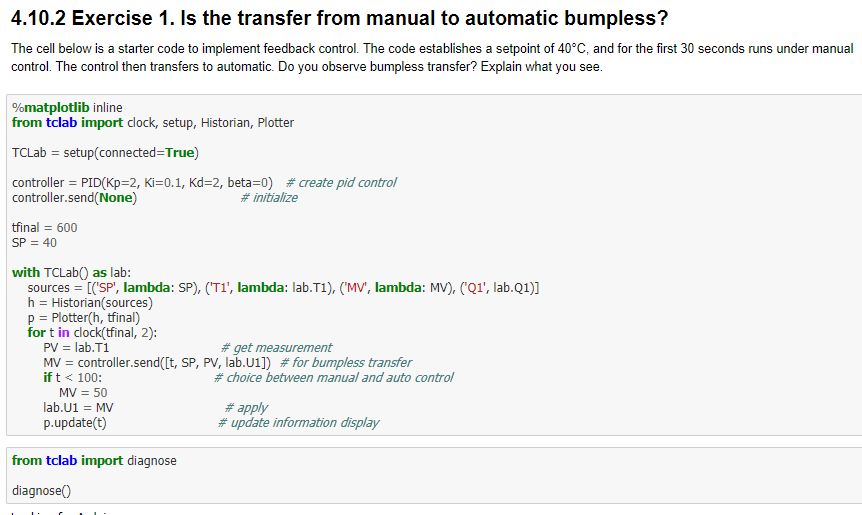 4.10.2 Exercise 1. Is the transfer from manual to automatic bumpless?
The cell below is a starter code to implement feedback control. The code establishes a setpoint of 40°C, and for the first 30 seconds runs under manual
control. The control then transfers to automatic. Do you observe bumpless transfer? Explain what you see.
%matplotlib inline
from tclab import clock, setup, Historian, Plotter
TCLab = setup(connected=True)
controller = PID(Kp=2, Ki=0.1, Kd=2, beta=0)  # create pid control
controller.send(None)                # initialize
tfinal = 600
SP = 40
with TCLab() as lab:
    sources = [('SP', lambda: SP), ('T1', lambda: lab.T1), ('MV', lambda: MV), ('Q1', lab.Q1)]
    h = Historian(sources)
    p = Plotter(h, tfinal)
    for t in clock(tfinal, 2):
        PV = lab.T1                # get measurement
        MV = controller.send([t, SP, PV, lab.U1])  # for bumpless transfer
        if t < 100:                # choice between manual and auto control
            MV = 50
        lab.U1 = MV                # apply
        p.update(t)                # update information display
from tclab import diagnose
diagnose()